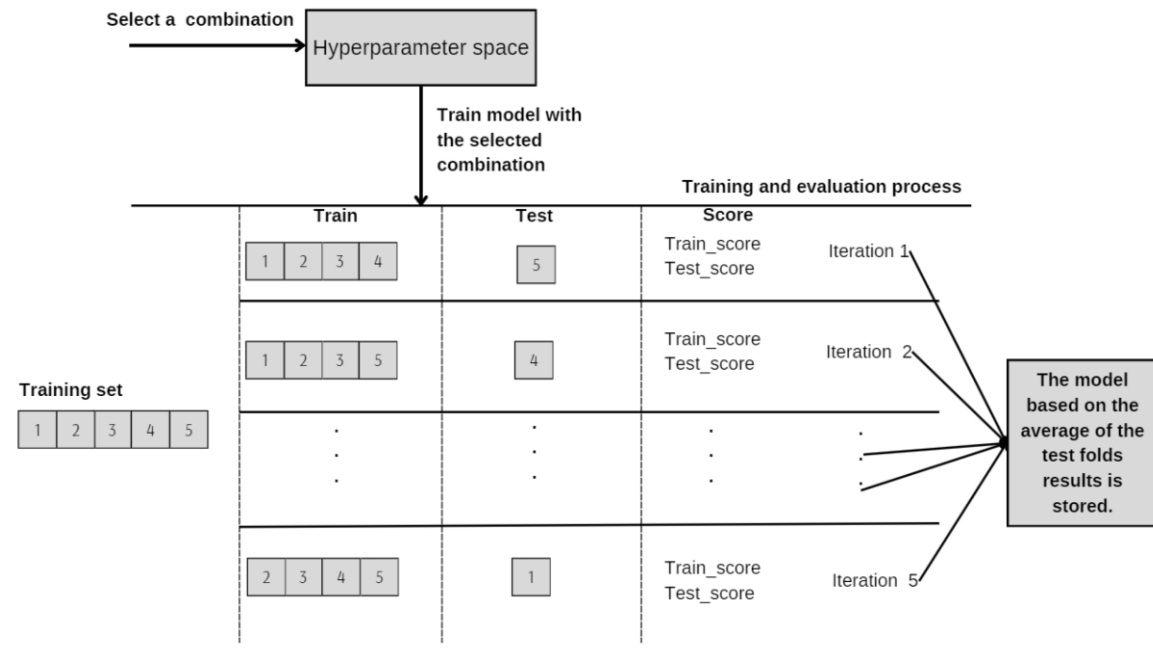 Select a combination
Hyperparameter space
Train model with
the selected
combination
Training and evaluation process
Train Test Score
1 2 3 4 5 Train_score Iteration 1
Test_score
1 2 3 5 4 Train_score Iteration 2
Test_score
Training set
1 2 3 4 5
The model
based on the
average of the
test folds
results is
stored.
2 3 4 5 1 Train_score Iteration 5
Test_score